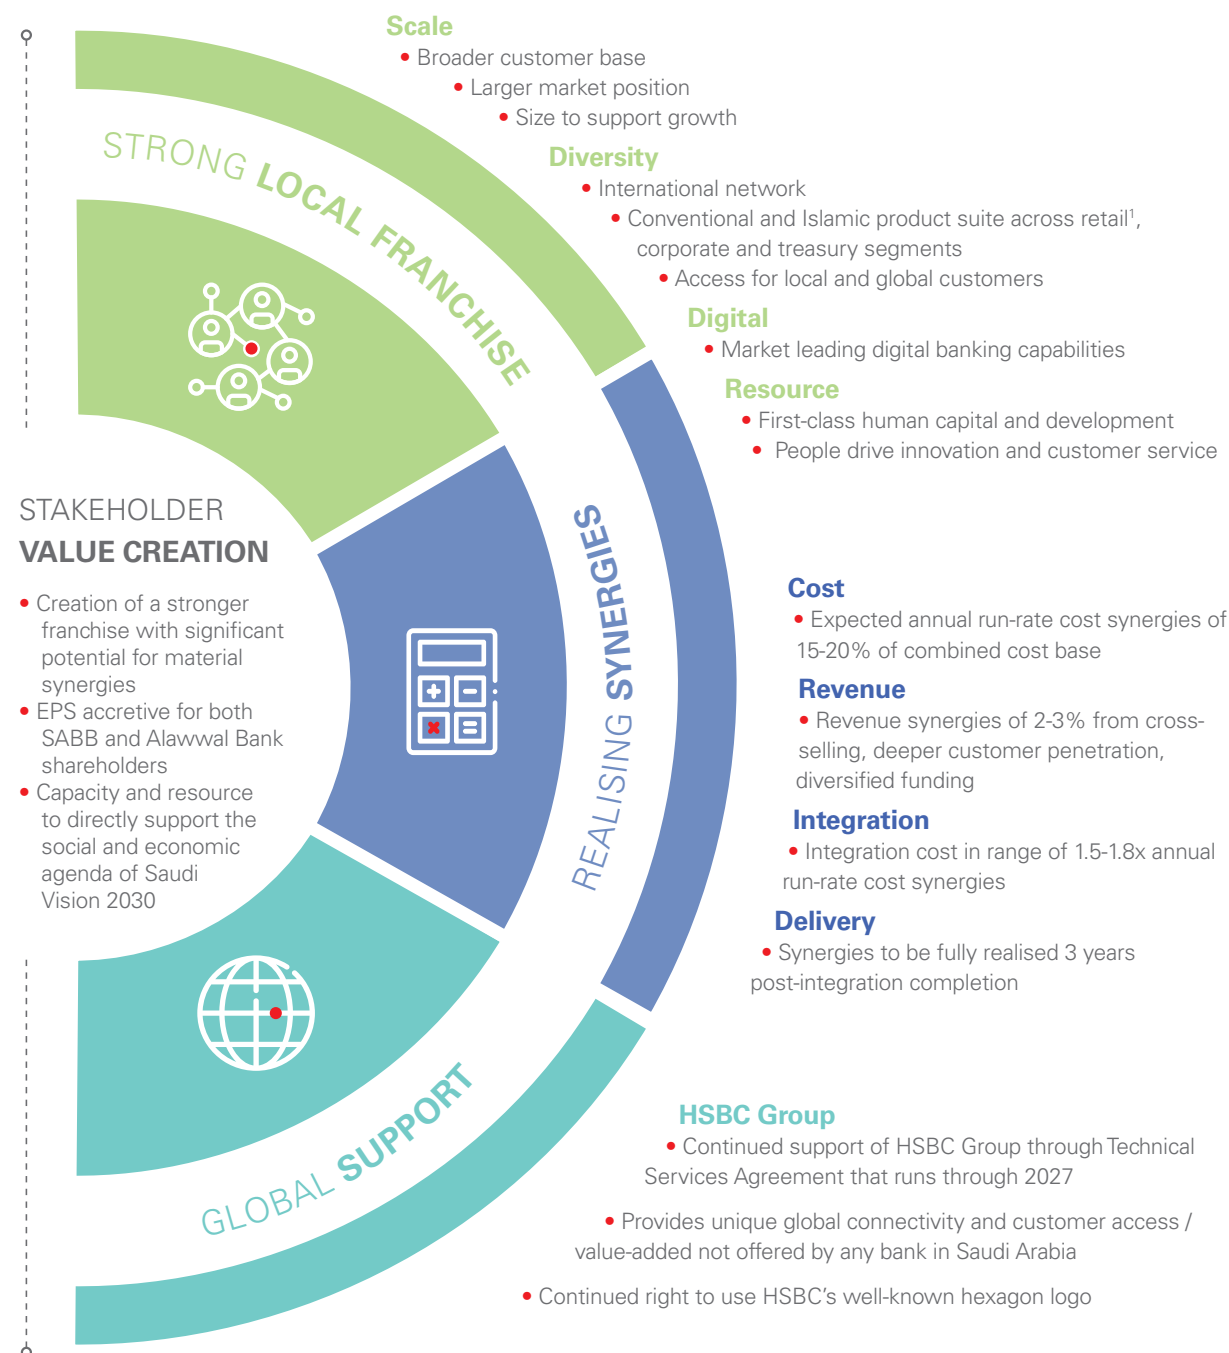 Scale
• Broader customer base
• Larger market position
• Size to support growth
Diversity
• International network
• Conventional and Islamic product suite across retail¹,
corporate and treasury segments
• Access for local and global customers
Digital
• Market leading digital banking capabilities
Resource
• First-class human capital and development
• People drive innovation and customer service
STRONG LOCAL FRANCHISE
STAKEHOLDER
VALUE CREATION
• Creation of a stronger
franchise with significant
potential for material
synergies
• EPS accretive for both
SABB and Alawwal Bank
shareholders
• Capacity and resource
to directly support the
social and economic
agenda of Saudi
Vision 2030
REALISING SYNERGIES
Cost
• Expected annual run-rate cost synergies of
15-20% of combined cost base
Revenue
• Revenue synergies of 2-3% from cross-
selling, deeper customer penetration,
diversified funding
Integration
• Integration cost in range of 1.5-1.8x annual
run-rate cost synergies
Delivery
• Synergies to be fully realised 3 years
post-integration completion
GLOBAL SUPPORT
HSBC Group
• Continued support of HSBC Group through Technical
Services Agreement that runs through 2027
• Provides unique global connectivity and customer access /
value-added not offered by any bank in Saudi Arabia
• Continued right to use HSBC's well-known hexagon logo